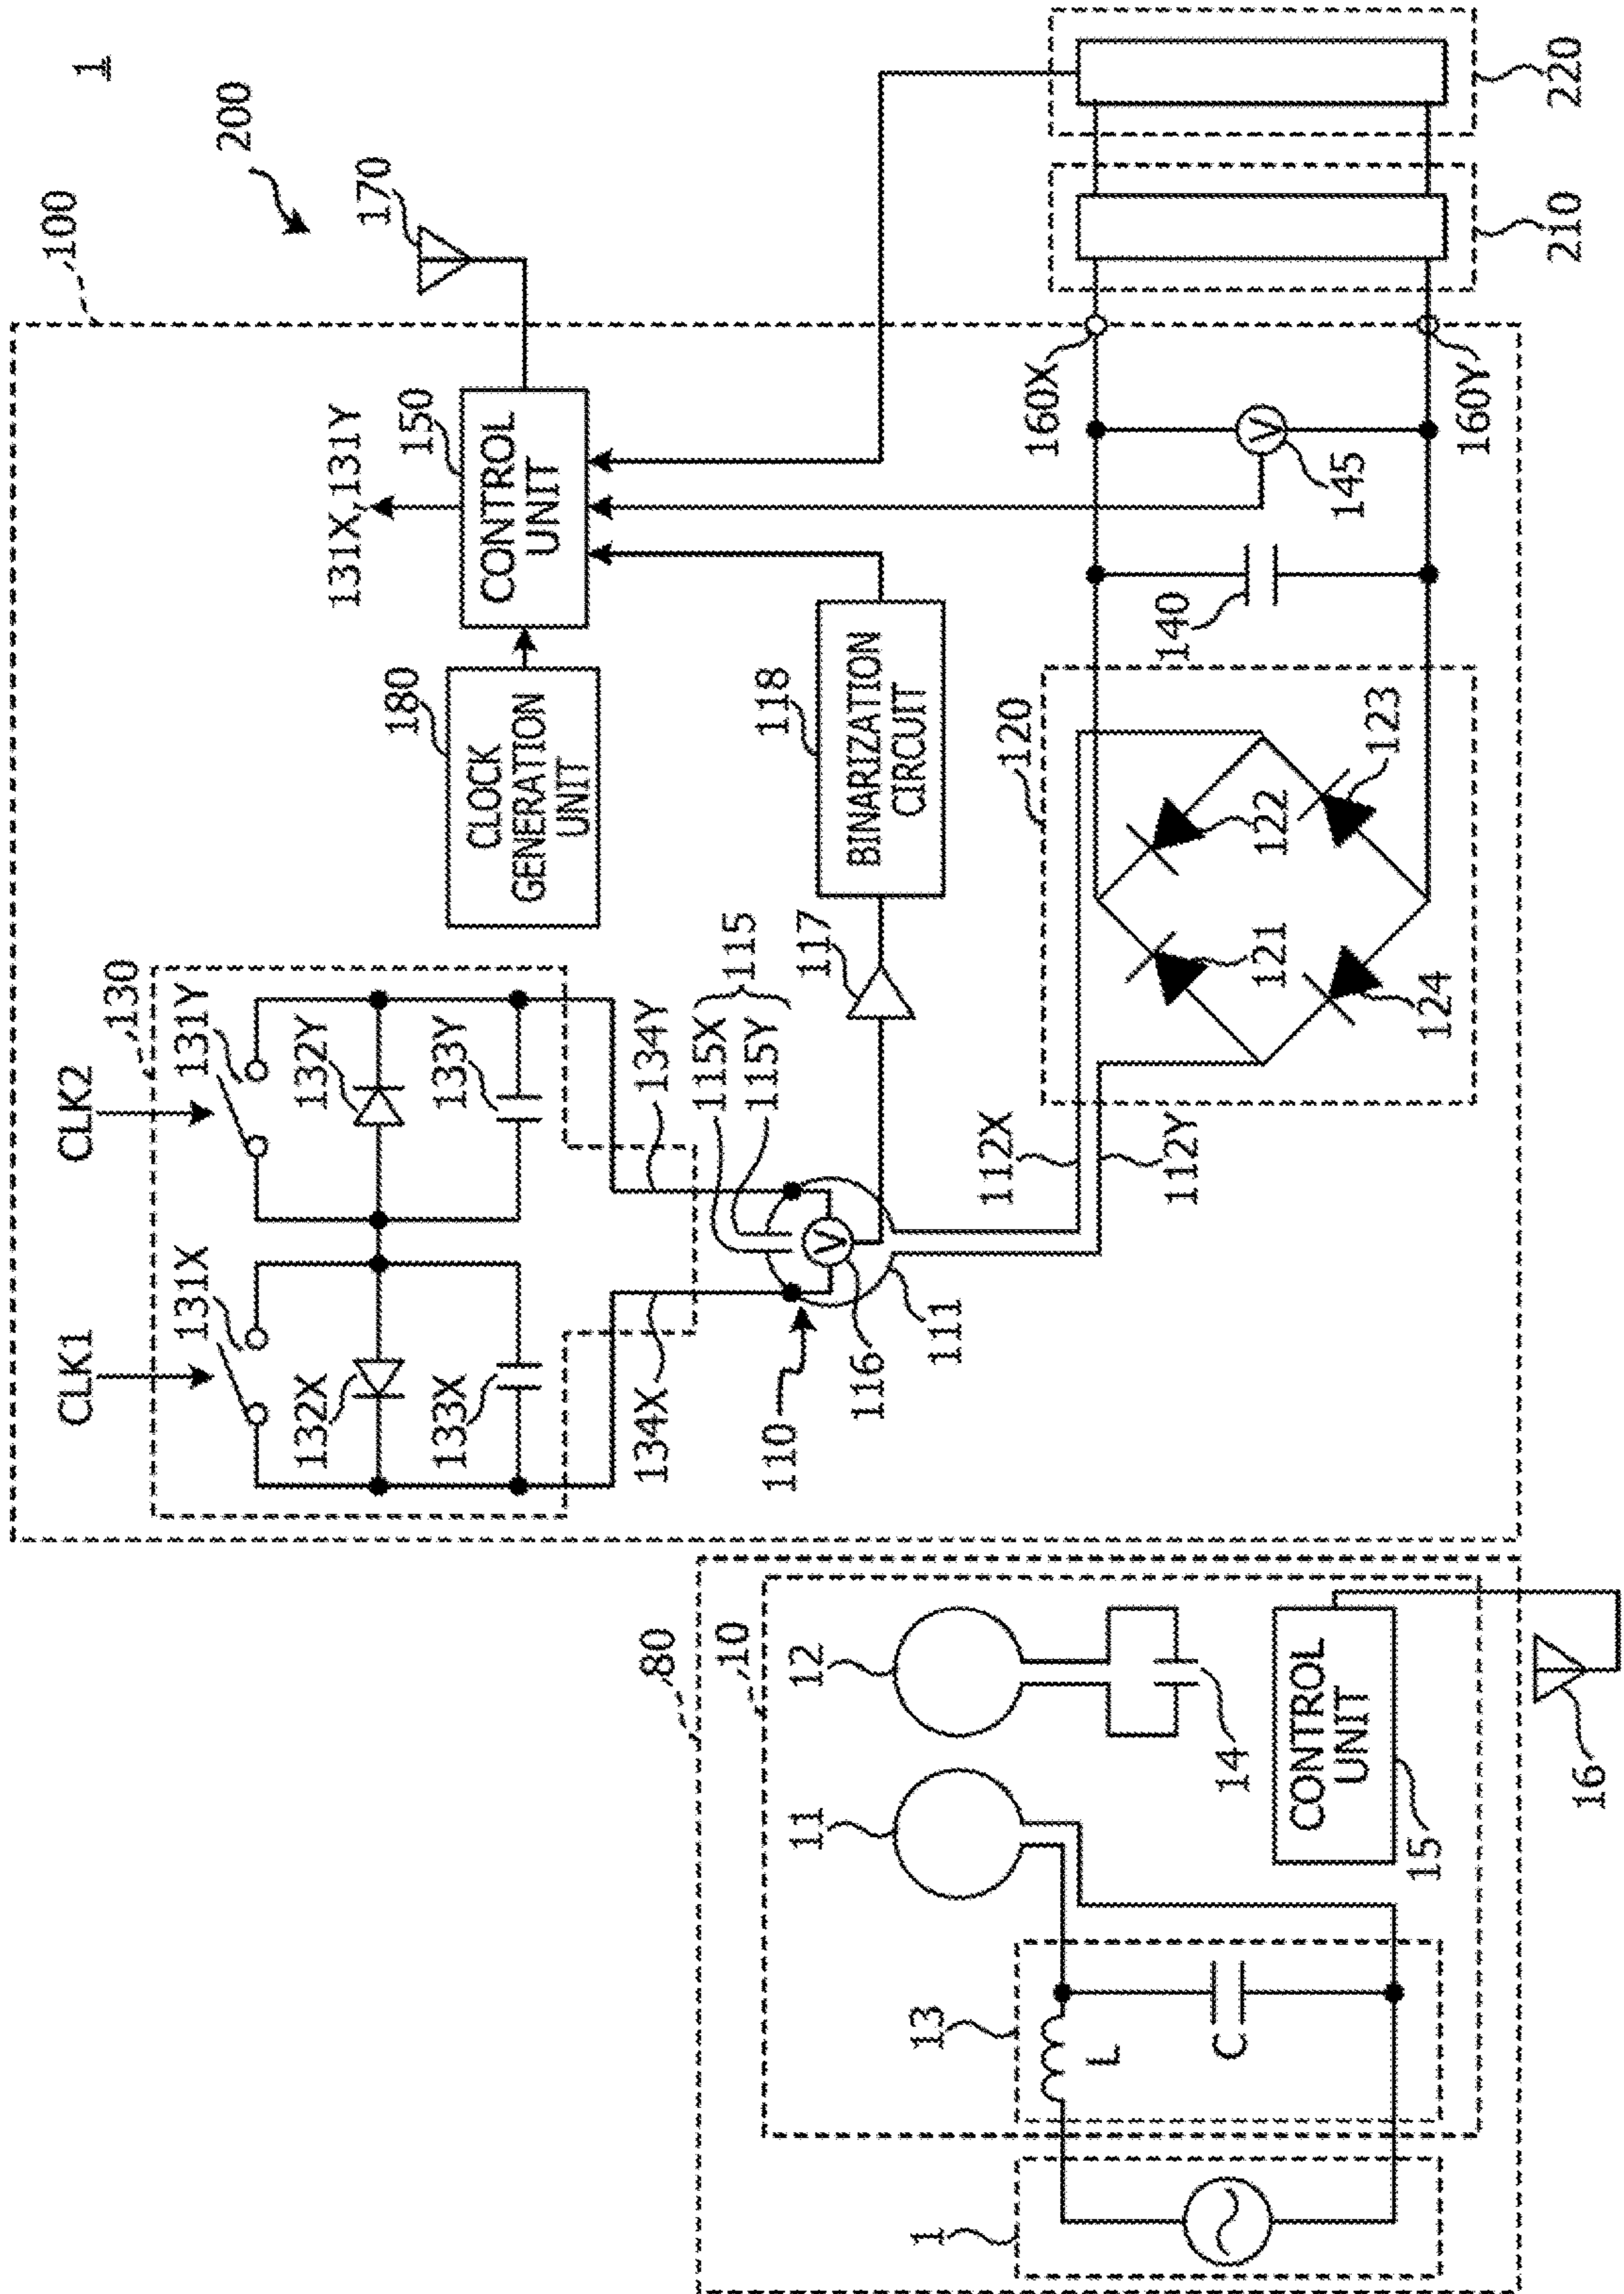 1
200
100
170
131X,131Y
150
CONTROL
UNIT
180
CLOCK
GENERATION
UNIT
118
BINARIZATION
CIRCUIT
117
CLK2
CLK1
130
131Y
131X
132Y
132X
133Y
133X
134Y
134X
115
115X
115Y
V
110
116
111
112X
112Y
120
121
122
123
124
140
V
145
160X
160Y
210
220
80
10
12
11
14
CONTROL
UNIT
15
16
13
L
C
1